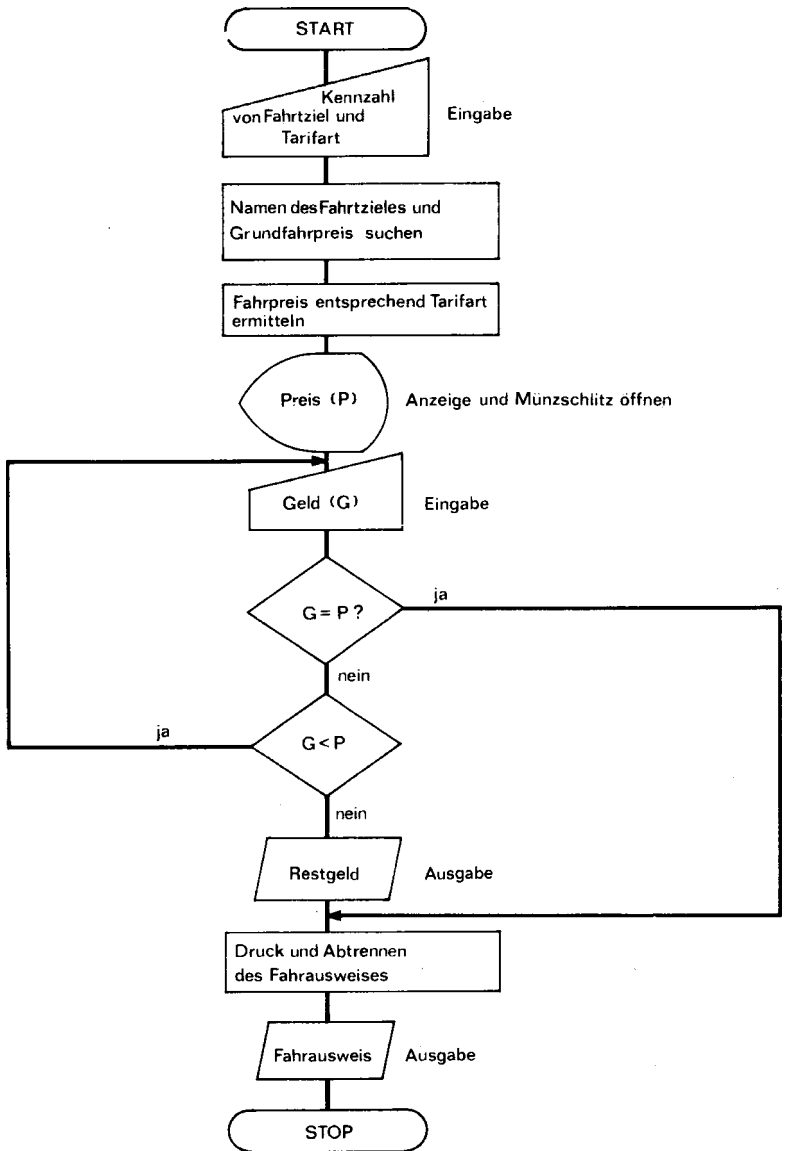 START
Kennzahl
von Fahrtziel und
Tarifart
Eingabe
Namen des Fahrtzieles und
Grundfahrpreis suchen
Fahrpreis entsprechend Tarifart
ermitteln
Preis (P)
Anzeige und Münzschlitz öffnen
Geld (G)
Eingabe
G = P ?
ja
nein
G < P
ja
nein
Restgeld
Ausgabe
Druck und Abtrennen
des Fahrausweises
Fahrausweis
Ausgabe
STOP